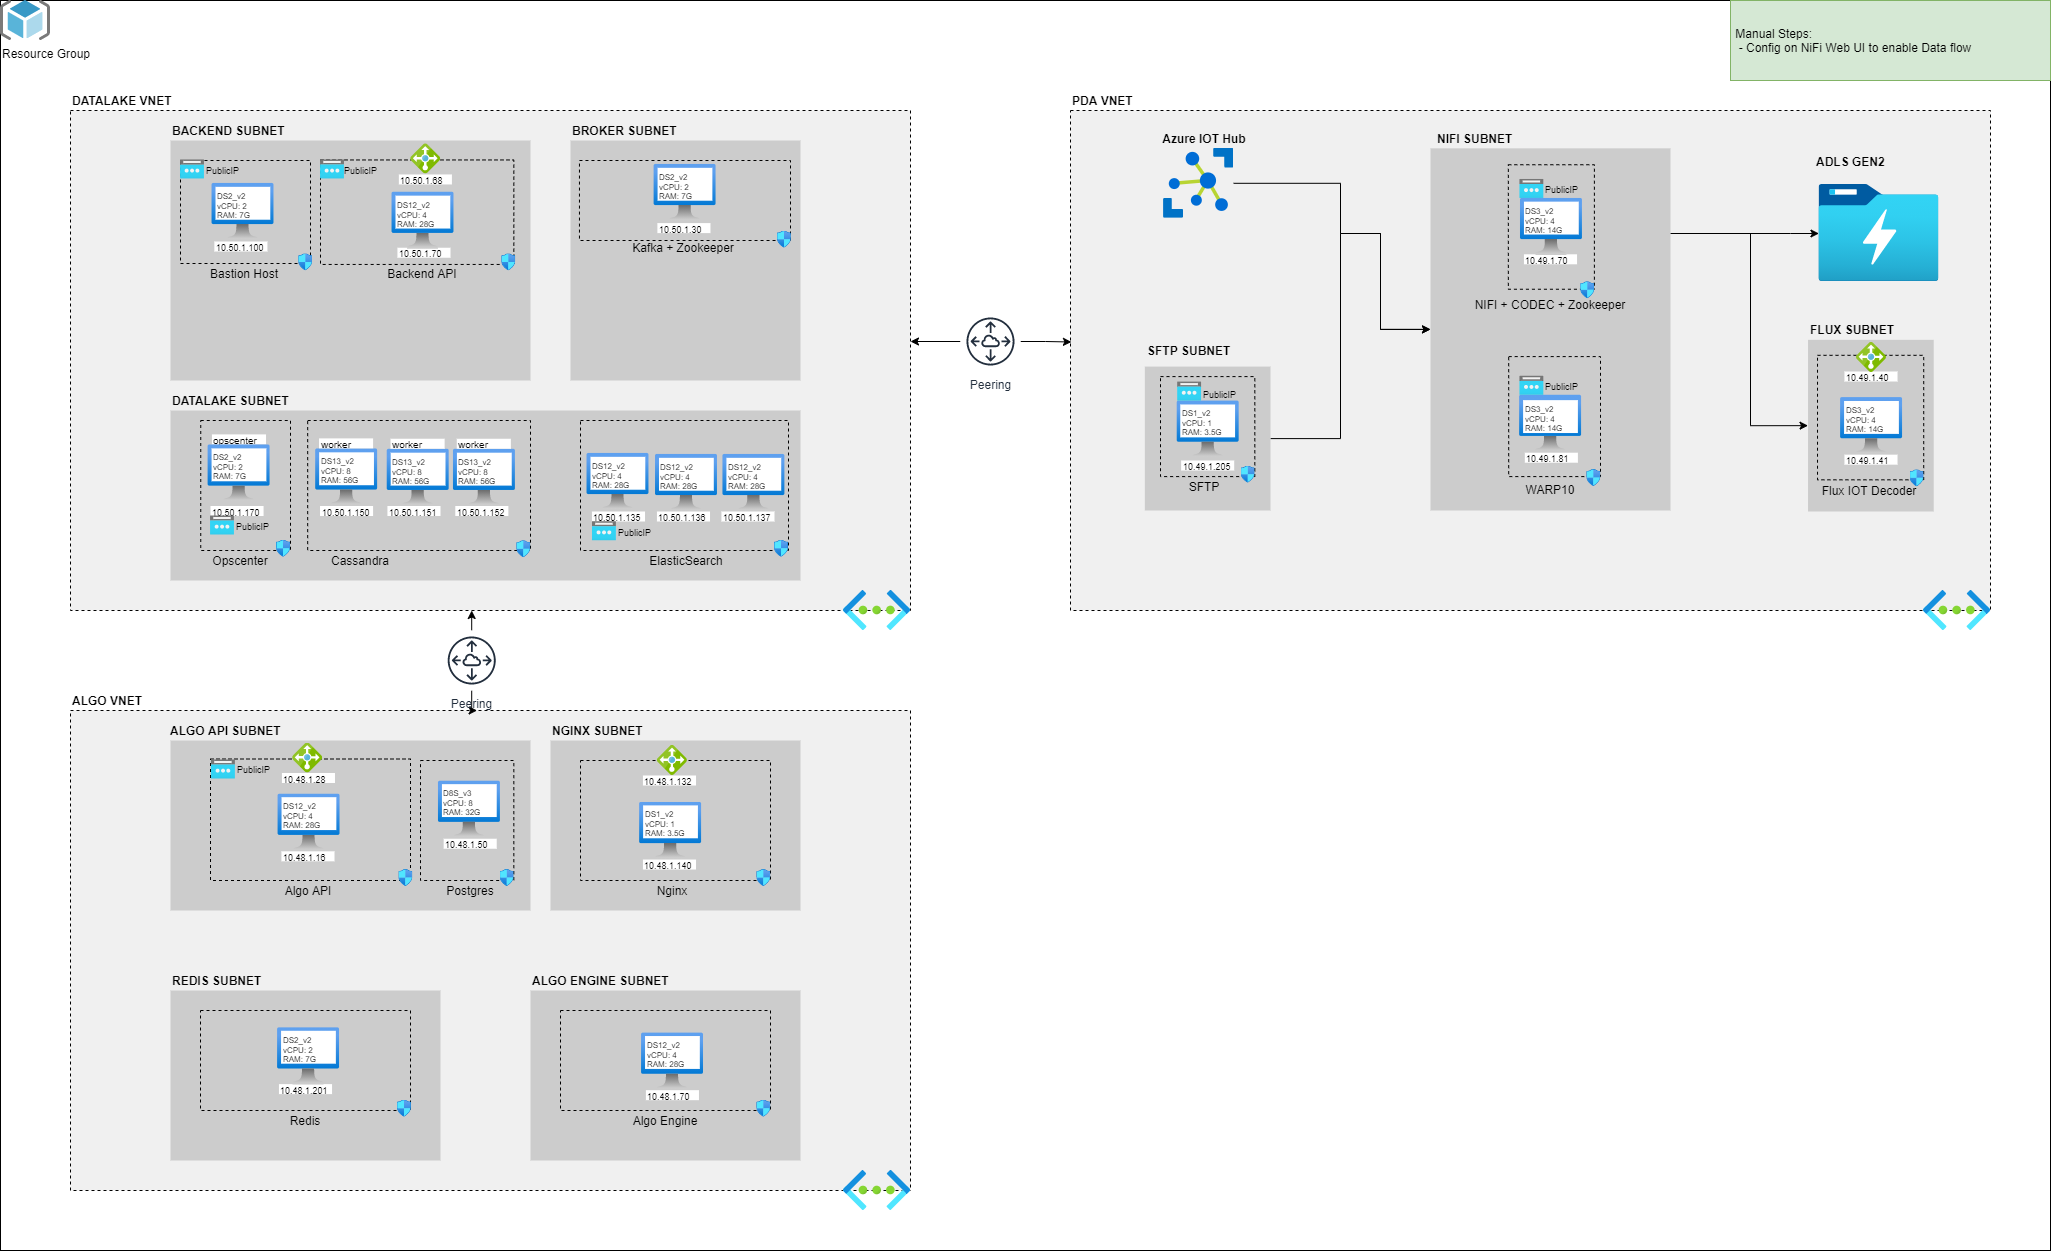 Resource Group
Manual Steps:
- Config on NiFi Web UI to enable Data flow
DATALAKE VNET
BACKEND SUBNET
PublicIP
DS2_v2
vCPU: 2
RAM: 7G
10.50.1.100
Bastion Host
PublicIP
10.50.1.68
DS12_v2
vCPU: 4
RAM: 28G
10.50.1.70
Backend API
BROKER SUBNET
DS2_v2
vCPU: 2
RAM: 7G
10.50.1.30
Kafka + Zookeeper
DATALAKE SUBNET
opscenter
DS2_v2
vCPU: 2
RAM: 7G
10.50.1.170
PublicIP
Opscenter
worker
DS13_v2
vCPU: 8
RAM: 56G
10.50.1.150
worker
DS13_v2
vCPU: 8
RAM: 56G
10.50.1.151
worker
DS13_v2
vCPU: 8
RAM: 56G
10.50.1.152
Cassandra
DS12_v2
vCPU: 4
RAM: 28G
10.50.1.135
PublicIP
DS12_v2
vCPU: 4
RAM: 28G
10.50.1.136
DS12_v2
vCPU: 4
RAM: 28G
10.50.1.137
ElasticSearch
Peering
PDA VNET
Azure IOT Hub
SFTP SUBNET
PublicIP
DS1_v2
vCPU: 1
RAM: 3.5G
10.49.1.205
SFTP
NIFI SUBNET
PublicIP
DS3_v2
vCPU: 4
RAM: 14G
10.49.1.70
NIFI + CODEC + Zookeeper
PublicIP
DS3_v2
vCPU: 4
RAM: 14G
10.49.1.81
WARP10
ADLS GEN2
FLUX SUBNET
10.49.1.40
DS3_v2
vCPU: 4
RAM: 14G
10.49.1.41
Flux IOT Decoder
Peering
ALGO VNET
ALGO API SUBNET
PublicIP
10.48.1.28
DS12_v2
vCPU: 4
RAM: 28G
10.48.1.16
Algo API
D8S_v3
vCPU: 8
RAM: 32G
10.48.1.50
Postgres
NGINX SUBNET
10.48.1.132
DS1_v2
vCPU: 1
RAM: 3.5G
10.48.1.140
Nginx
REDIS SUBNET
DS2_v2
vCPU: 2
RAM: 7G
10.48.1.201
Redis
ALGO ENGINE SUBNET
DS12_v2
vCPU: 4
RAM: 28G
10.48.1.70
Algo Engine